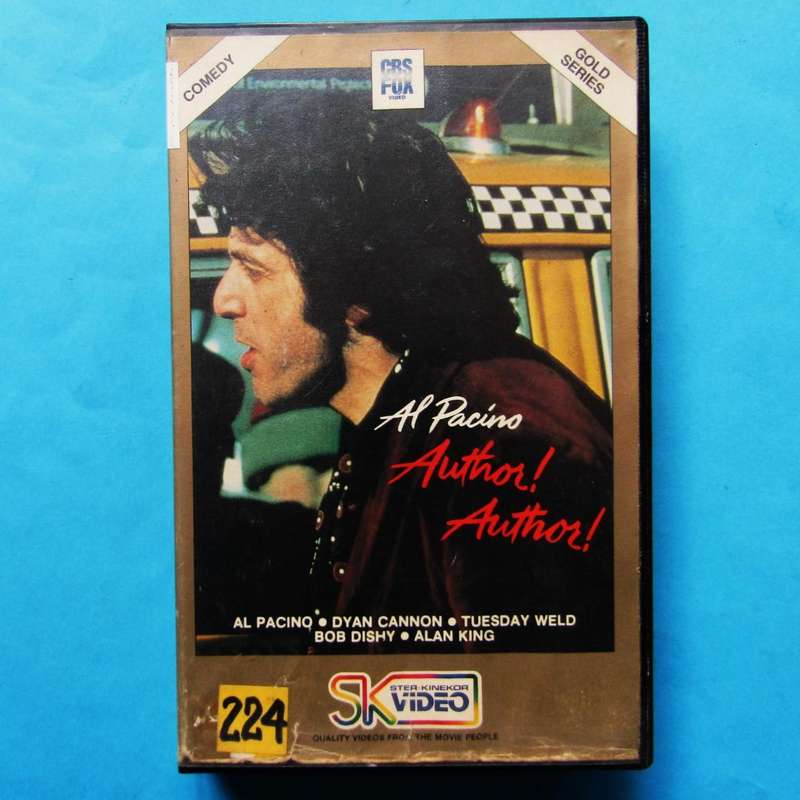 COMEDY
GOLD
SERIES
CBS
FOX
VIDEO
Environmental Protec
Al Pacino
Author!
Author!
AL PACINO • DYAN CANNON • TUESDAY WELD
BOB DISHY • ALAN KING
224
SK
STER-KINEKOR
VIDEO
QUALITY VIDEOS FROM THE MOVIE PEOPLE